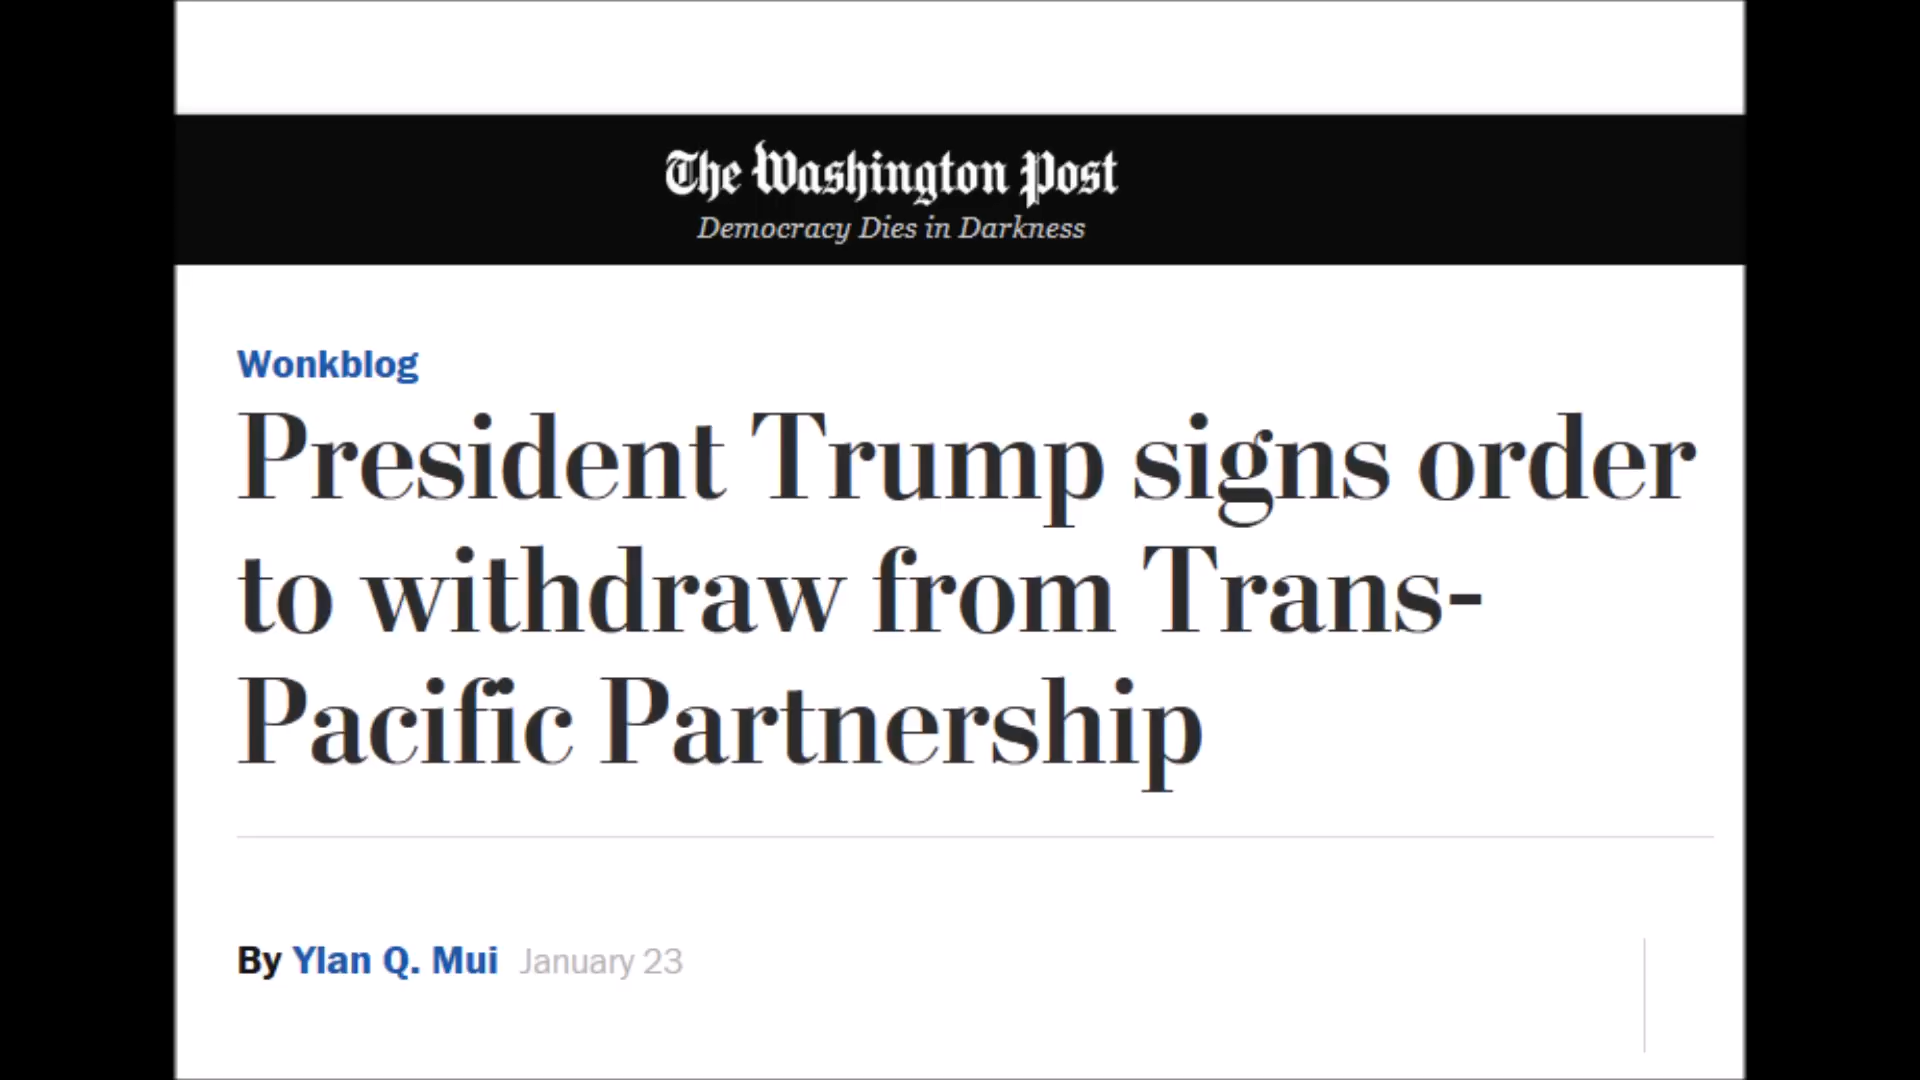 The Washington Post
Democracy Dies in Darkness
Wonkblog
President Trump signs order
to withdraw from Trans-
Pacific Partnership
By Ylan Q. Mui January 23